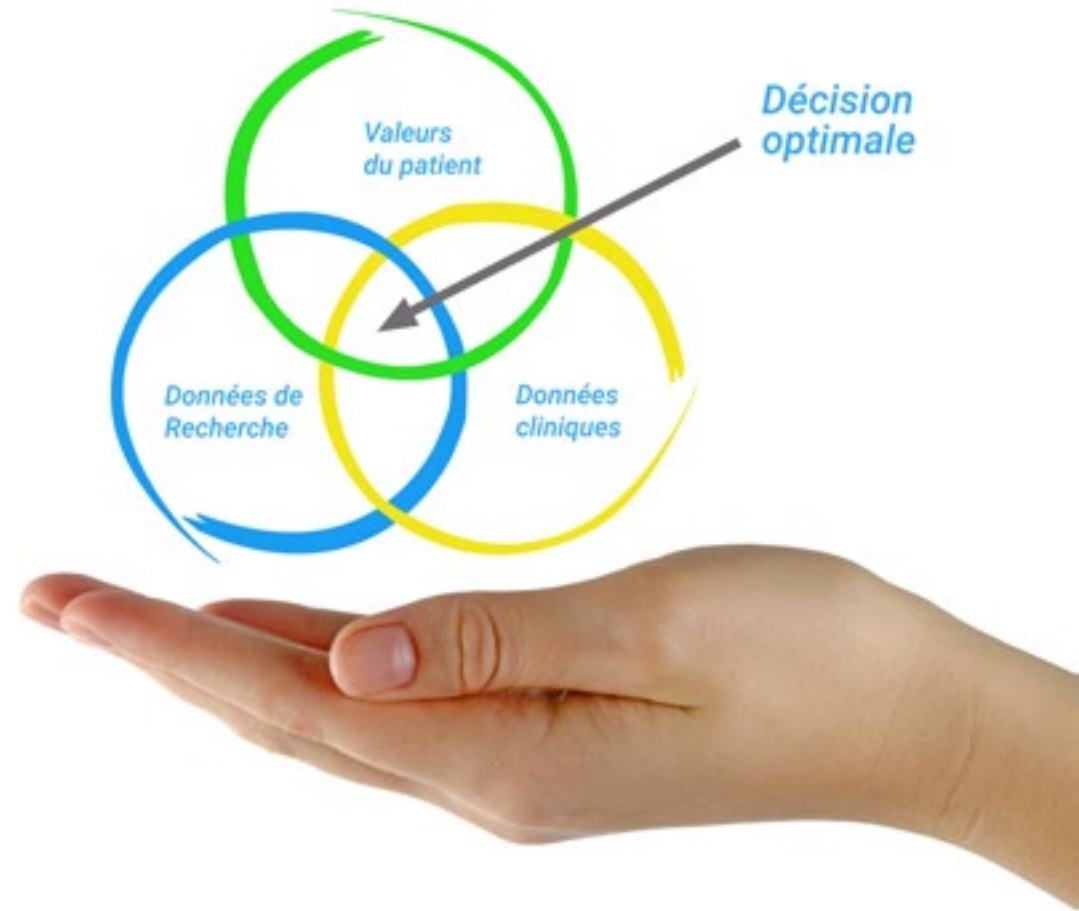 Valeurs
du patient
Décision
optimale
Données de
Recherche
Données
cliniques